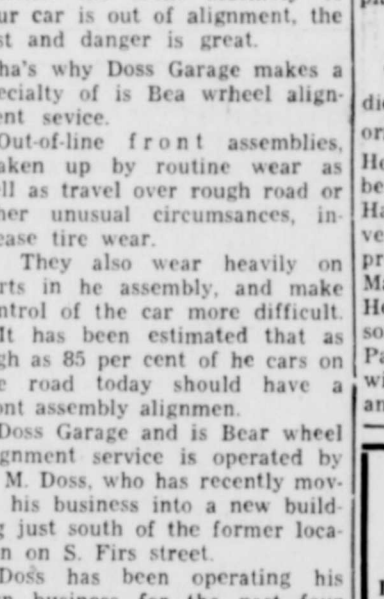 ur car is out of alignment, the
st and danger is great.
ha's why Doss Garage makes a
ecialty of is Bea wrheel align-
ent sevice.
Out-of-line front assemblies,
aken up by routine wear as
ll as travel over rough road or
her unusual circumsances, in-
ease tire wear.
They also wear heavily on
rts in he assembly, and make
ntrol of the car more difficult.
It has been estimated that as
gh as 85 per cent of he cars on
e road today should have a
ont assembly alignmen.
Doss Garage and is Bear wheel
gnment service is operated by
M. Doss, who has recently mov-
his business into a new build-
g just south of the former loca-
n on S. Firs street.
Doss has been operating his
business for the past four
die
or
He
be
Ha
ve
pr
Ma
He
so
Pa
wi
an